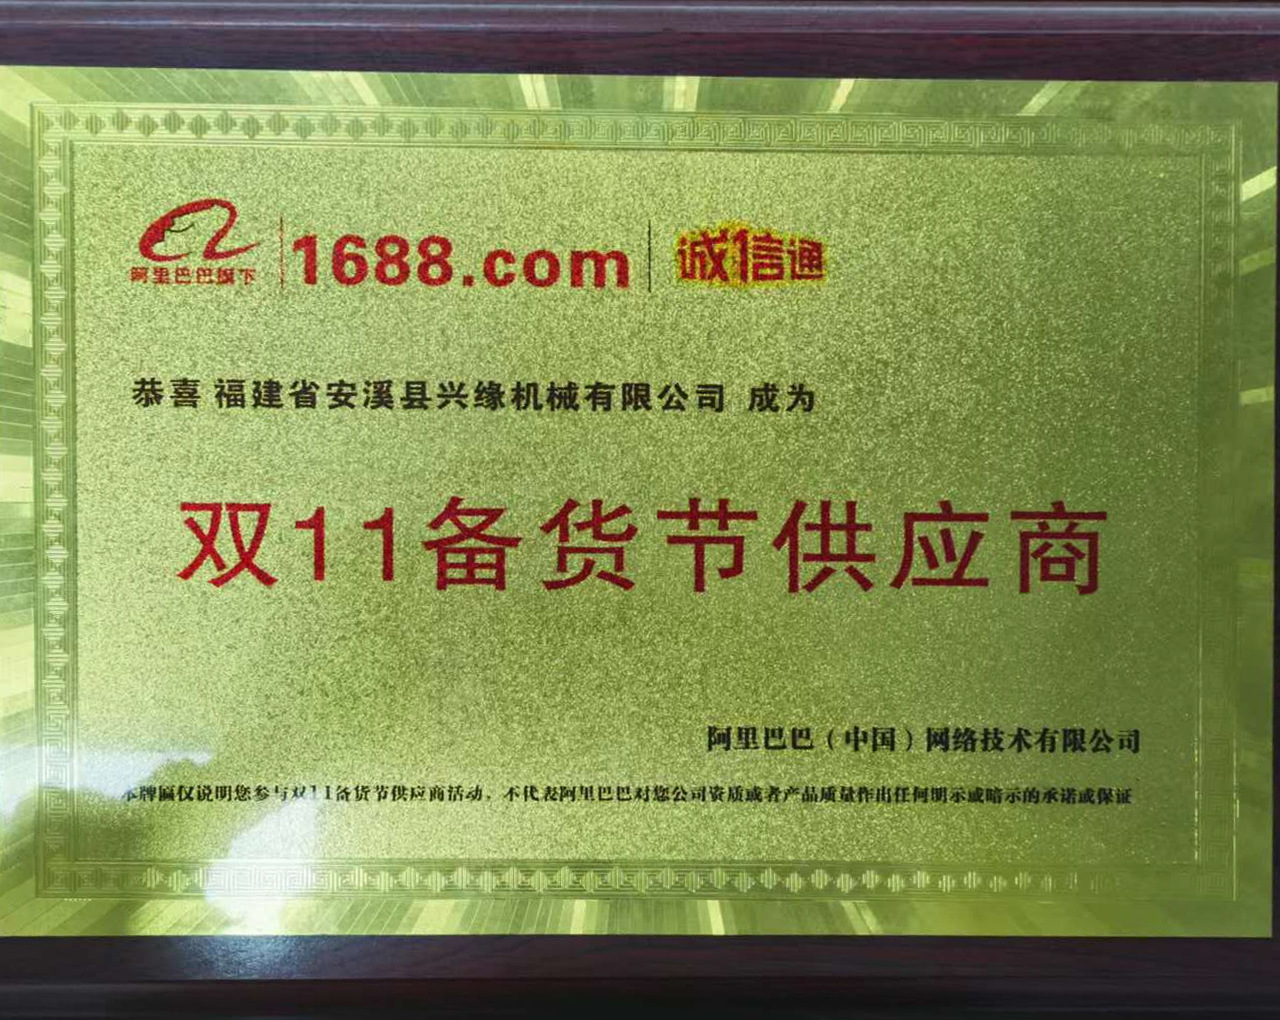 阿里巴巴旗下 1688.com 诚信通
恭喜 福建省安溪县兴缘机械有限公司 成为
双11备货节供应商
阿里巴巴（中国）网络技术有限公司
本牌匾仅说明您参与双11备货节供应商活动，不代表阿里巴巴对您公司资质或者产品质量作出任何明示或暗示的承诺或保证